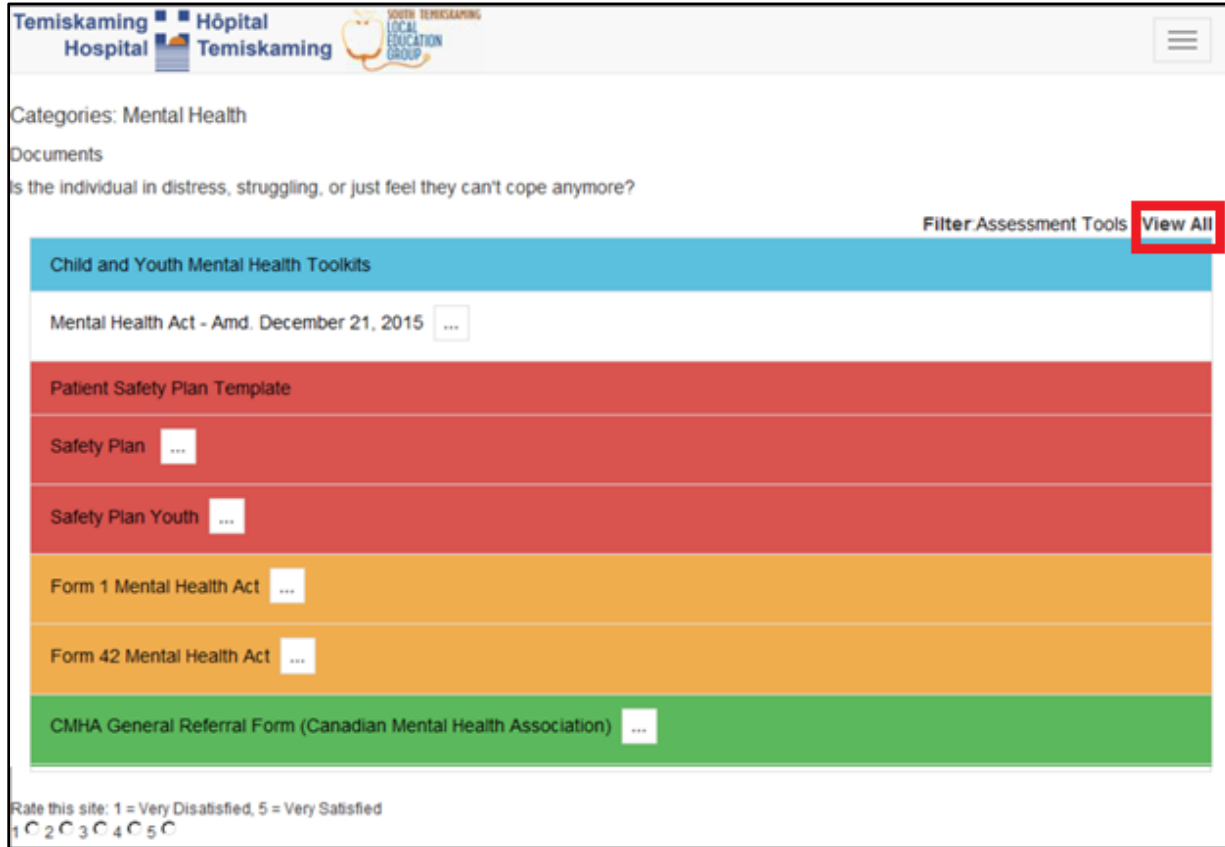 Temiskaming Hôpital
Hospital Temiskaming
SOUTH TEMISKAMING
LOCAL
EDUCATION
GROUP
Categories: Mental Health
Documents
Is the individual in distress, struggling, or just feel they can't cope anymore?
Filter:Assessment Tools View All
Child and Youth Mental Health Toolkits
Mental Health Act - Amd. December 21, 2015 ...
Patient Safety Plan Template
Safety Plan ...
Safety Plan Youth ...
Form 1 Mental Health Act ...
Form 42 Mental Health Act ...
CMHA General Referral Form (Canadian Mental Health Association) ...
Rate this site: 1 = Very Disatisfied, 5 = Very Satisfied
1 2 3 4 5